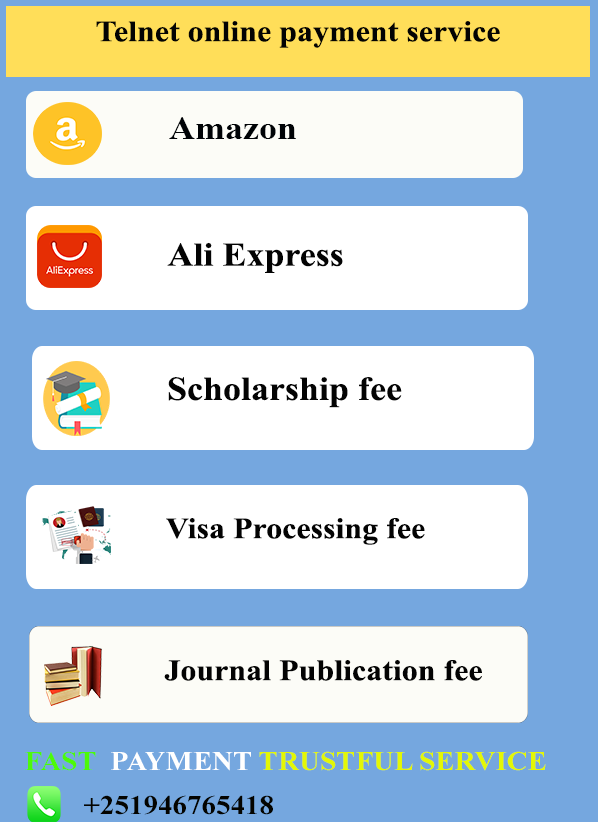 Telnet online payment service
a
Amazon
AliExpress
Ali Express
Scholarship fee
Visa Processing fee
Journal Publication fee
FAST PAYMENT TRUSTFUL SERVICE
+251946765418